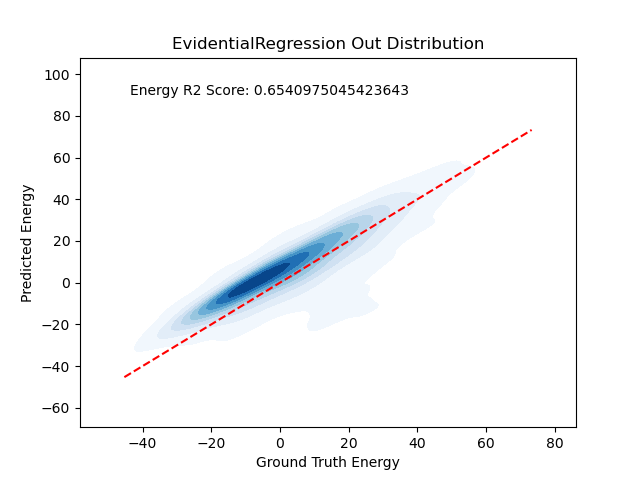 EvidentialRegression Out Distribution
Energy R2 Score: 0.6540975045423643
100
80
60
40
20
0
−20
−40
−60
Predicted Energy
−40 −20 0 20 40 60 80
Ground Truth Energy